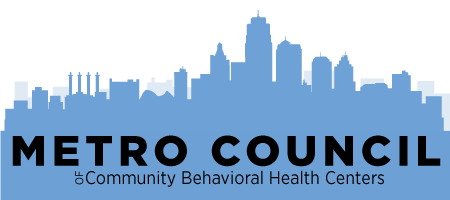 METRO COUNCIL
OF Community Behavioral Health Centers